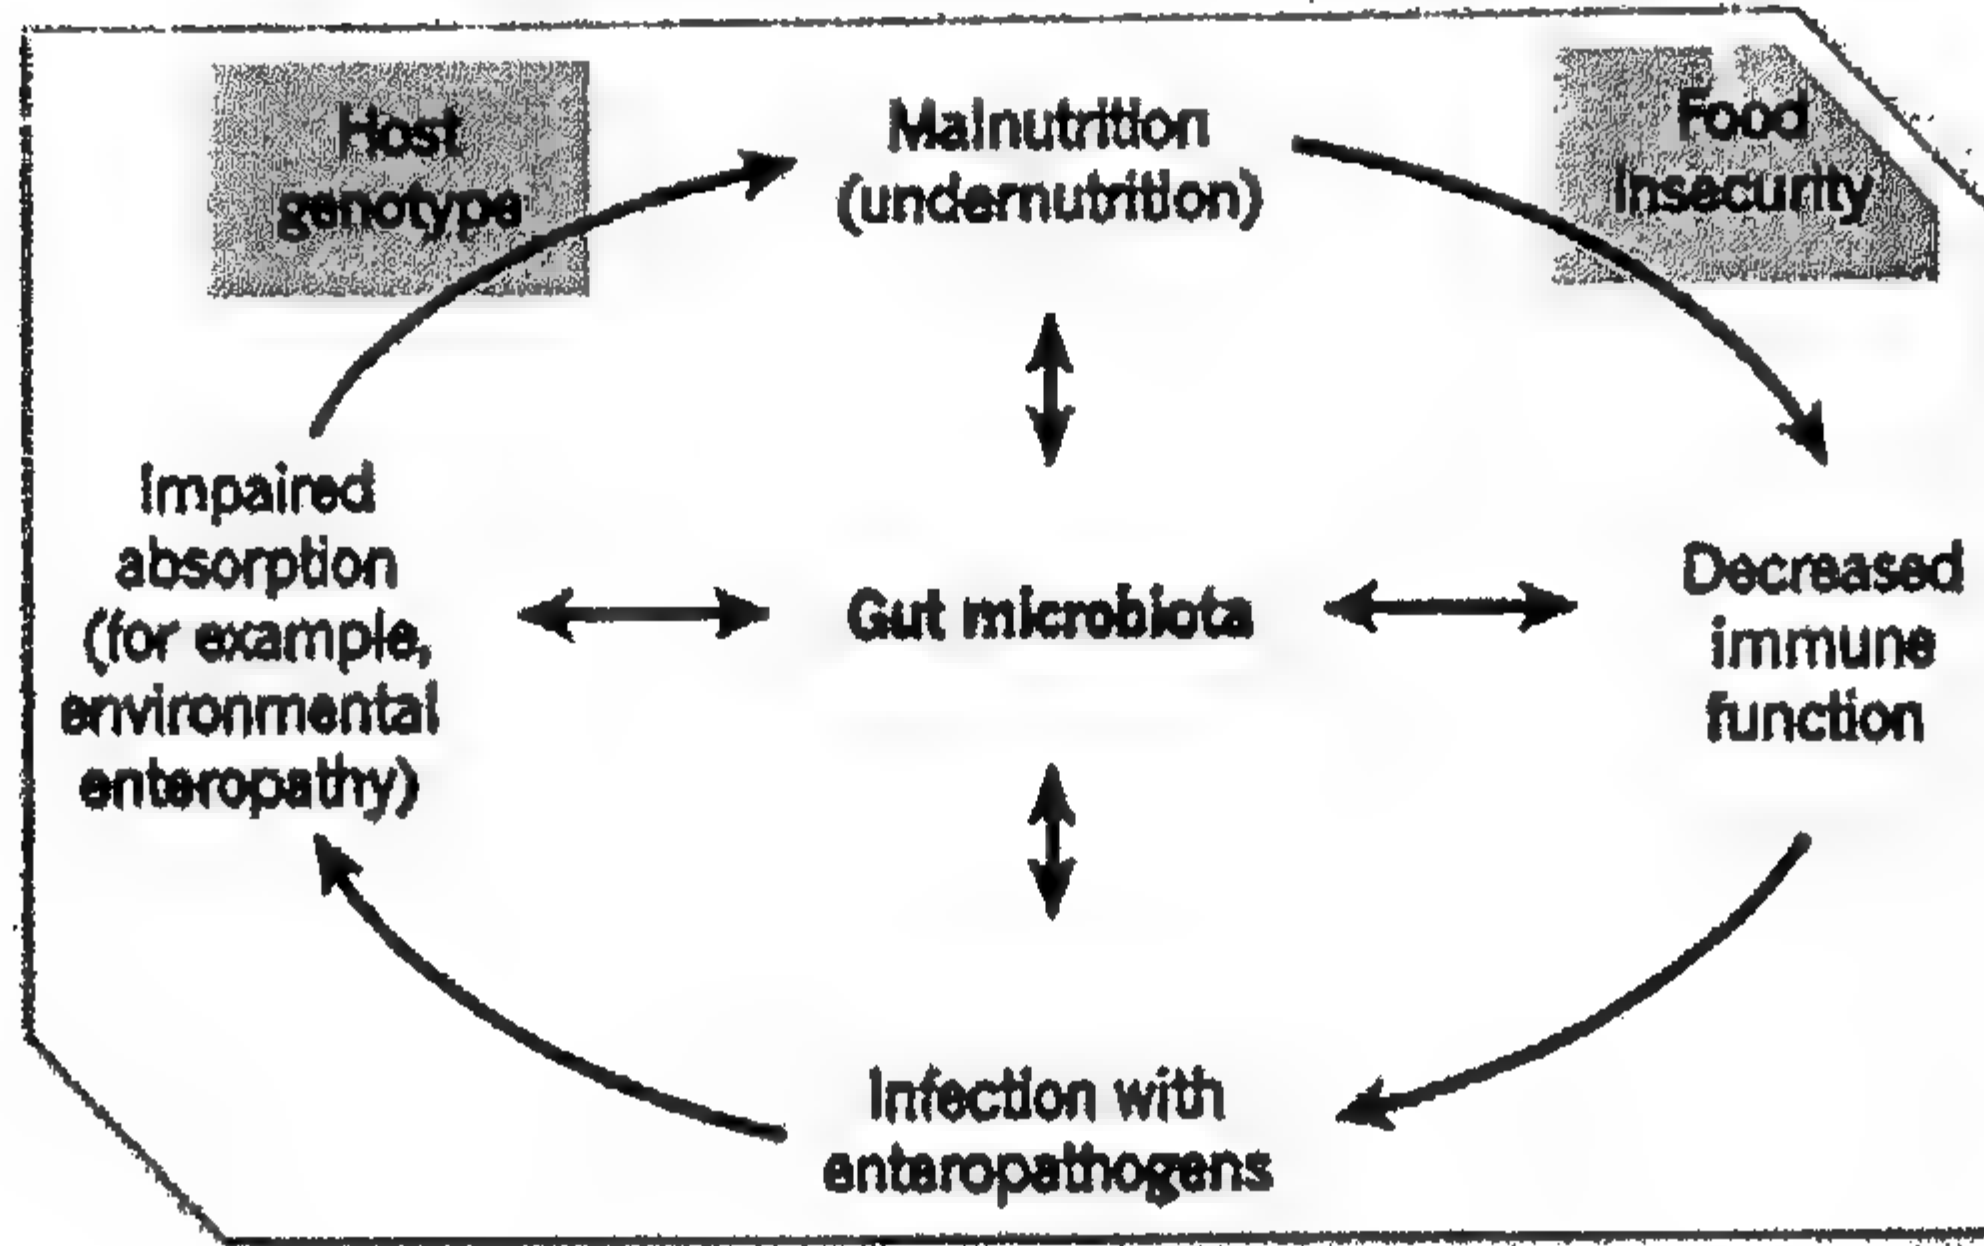 Host
genotype
Malnutrition
(undernutrition)
Food
insecurity
Impaired
absorption
(for example,
environmental
enteropathy)
Gut microbiota
Decreased
immune
function
Infection with
enteropathogens